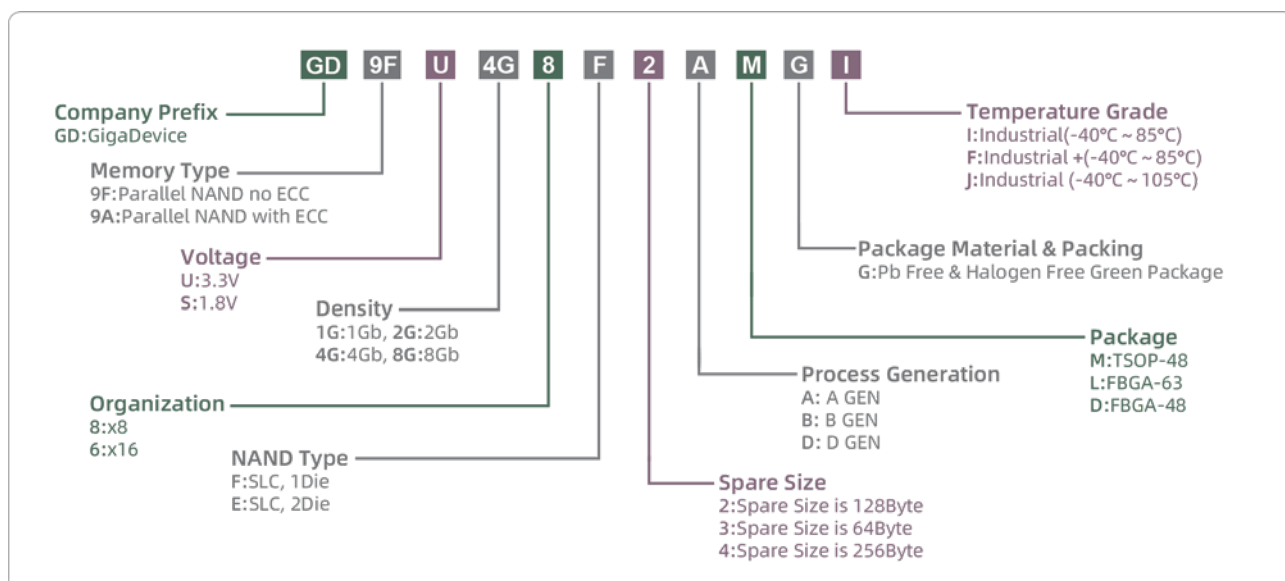 GD 9F U 4G 8 F 2 A M G I
Company Prefix
GD:GigaDevice
Memory Type
9F:Parallel NAND no ECC
9A:Parallel NAND with ECC
Voltage
U:3.3V
S:1.8V
Density
1G:1Gb, 2G:2Gb
4G:4Gb, 8G:8Gb
Organization
8:x8
6:x16
NAND Type
F:SLC, 1Die
E:SLC, 2Die
Temperature Grade
I:Industrial(-40°C ~ 85°C)
F:Industrial +(-40°C ~ 85°C)
J:Industrial (-40°C ~ 105°C)
Package Material & Packing
G:Pb Free & Halogen Free Green Package
Package
M:TSOP-48
L:FBGA-63
D:FBGA-48
Process Generation
A: A GEN
B: B GEN
D: D GEN
Spare Size
2:Spare Size is 128Byte
3:Spare Size is 64Byte
4:Spare Size is 256Byte